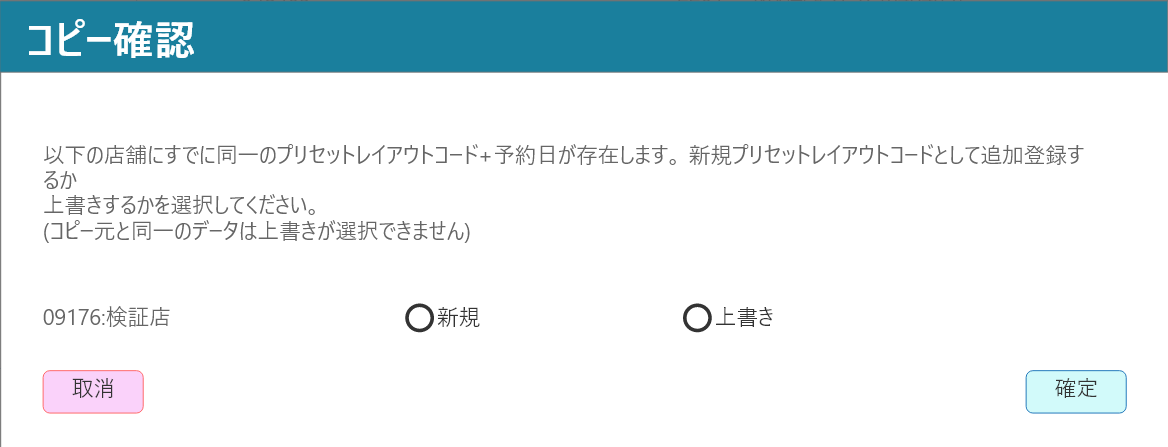 コピー確認
以下の店舗にすでに同一のプリセットレイアウトコード+予約日が存在します。新規プリセットレイアウトコードとして追加登録す
るか
上書きするかを選択してください。
(コピー元と同一のデータは上書きが選択できません)
09176:検証店 新規 上書き
取消 確定